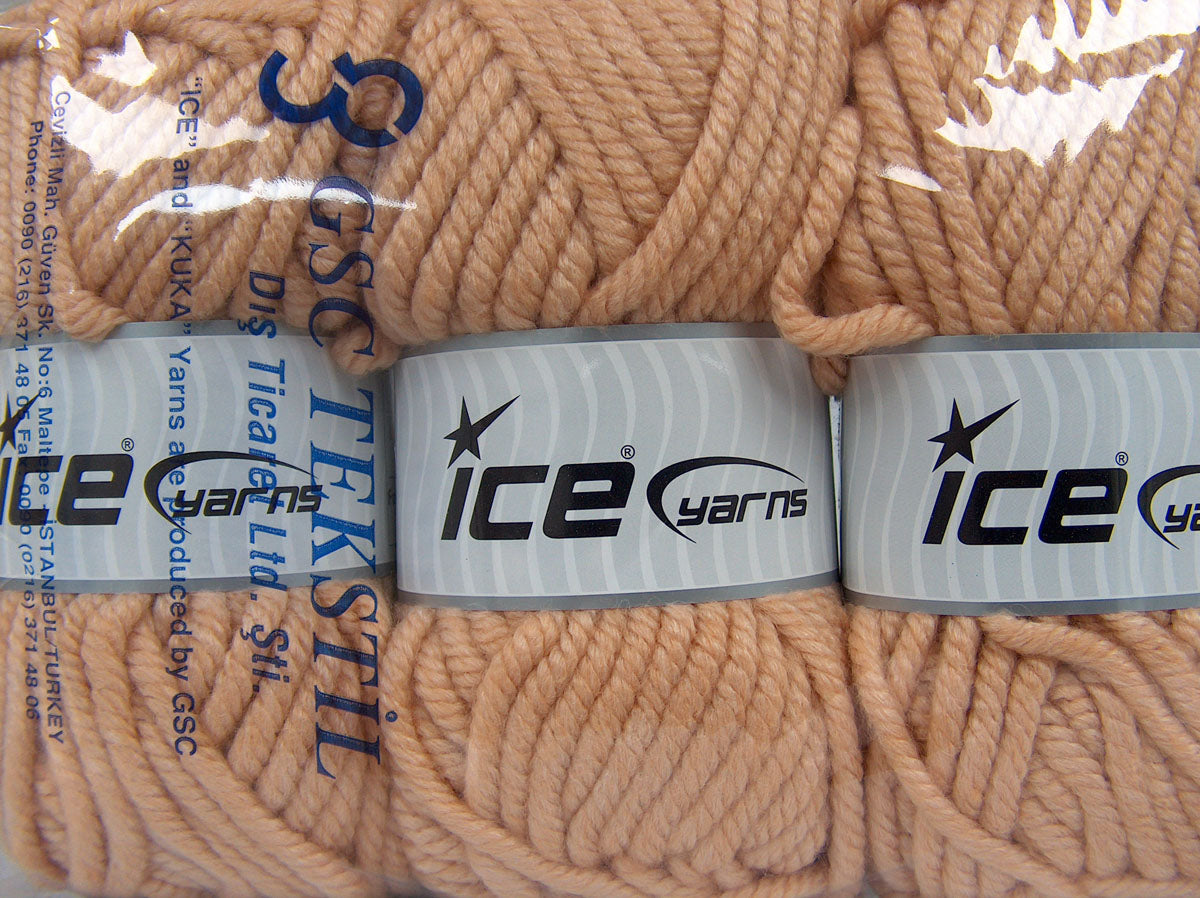 GSC TEKSTİL
Dış Ticaret Ltd. Şti.
"ICE" and "KUKA" Yarns are produced by GSC
Cevizli Mah. Güven Sk. No:6 Maltepe - İSTANBUL/TURKEY
Phone: 0090 (216) 371 48 05 Fax: 0090 (0216) 371 48 06
ice® yarns
ice® yarns
ice® ya